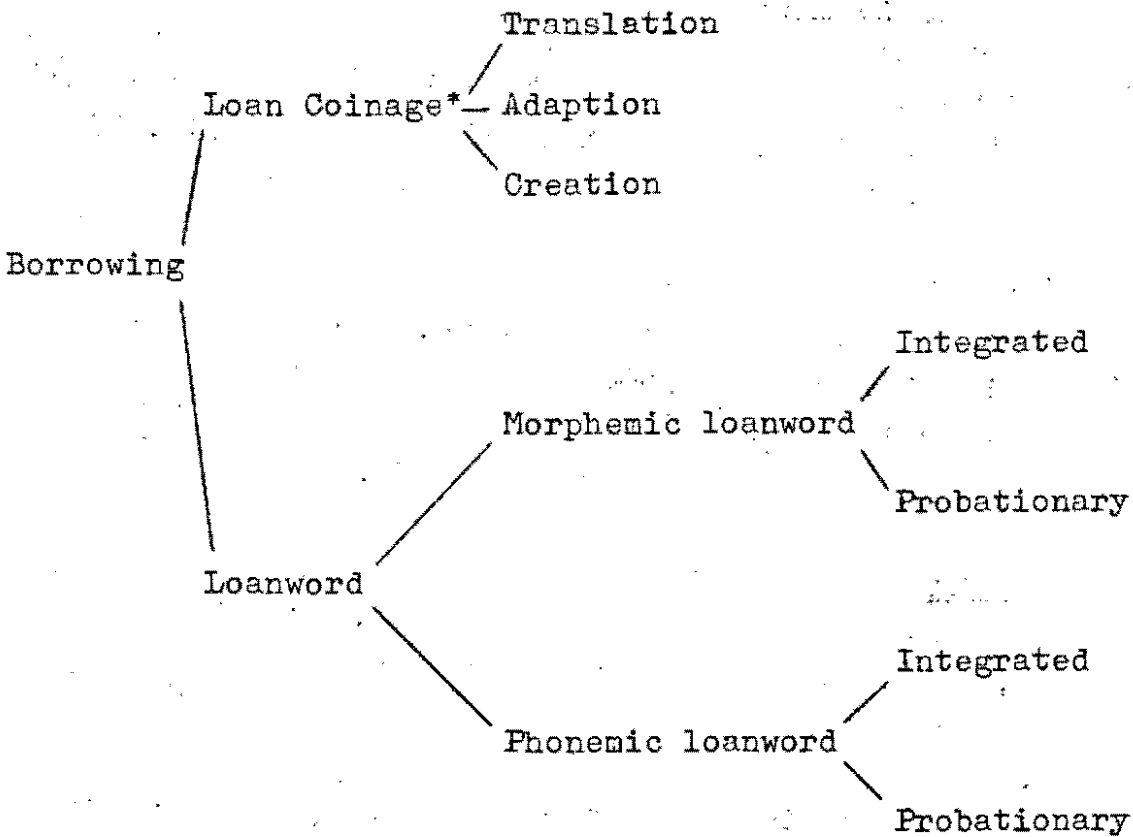 Translation
Loan Coinage* Adaption
Creation
Borrowing
Integrated
Morphemic loanword
Probationary
Loanword
Integrated
Phonemic loanword
Probationary